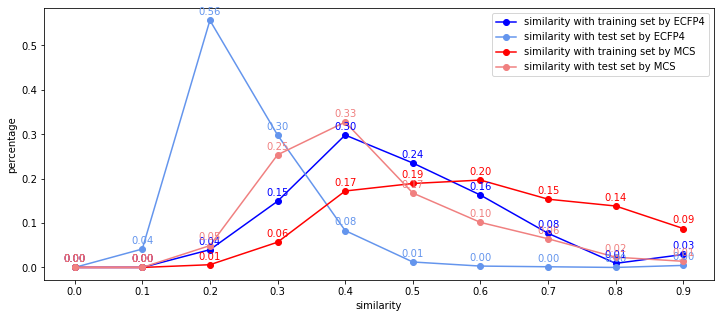 similarity with training set by ECFP4
similarity with test set by ECFP4
similarity with training set by MCS
similarity with test set by MCS
percentage
0.5
0.4
0.3
0.2
0.1
0.0
0.56
0.33
0.30 0.30
0.25 0.24
0.20
0.19
0.17
0.15 0.16 0.15
0.14
0.10
0.08 0.08 0.09
0.06
0.04 0.05 0.04
0.03
0.02
0.01 0.01 0.01
0.00 0.00 0.00 0.00
0.0 0.1 0.2 0.3 0.4 0.5 0.6 0.7 0.8 0.9
similarity